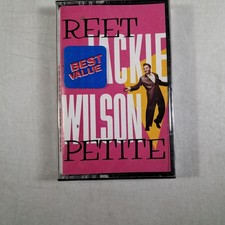 REET
JACKIE
BEST
VALUE
WILSON
PETITE